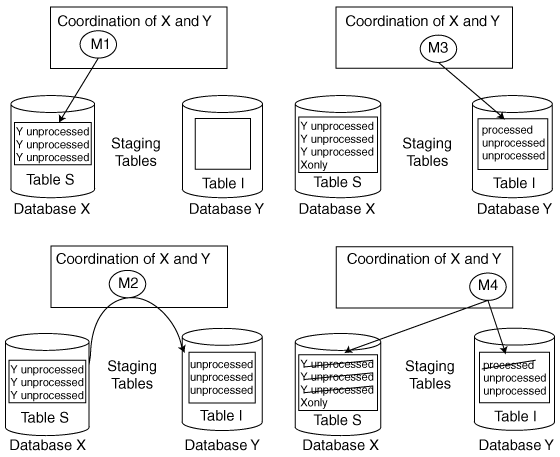 Coordination of X and Y
M1
Y unprocessed
Y unprocessed
Y unprocessed
Table S
Database X
Staging
Tables
Table I
Database Y
Coordination of X and Y
M3
Y unprocessed
Y unprocessed
Y unprocessed
Xonly
Table S
Database X
Staging
Tables
processed
unprocessed
unprocessed
Table I
Database Y
Coordination of X and Y
M2
Y unprocessed
Y unprocessed
Y unprocessed
Table S
Database X
Staging
Tables
unprocessed
unprocessed
unprocessed
Table I
Database Y
Coordination of X and Y
M4
Y unprocessed
Y unprocessed
Y unprocessed
Xonly
Table S
Database X
Staging
Tables
processed
unprocessed
unprocessed
Table I
Database Y